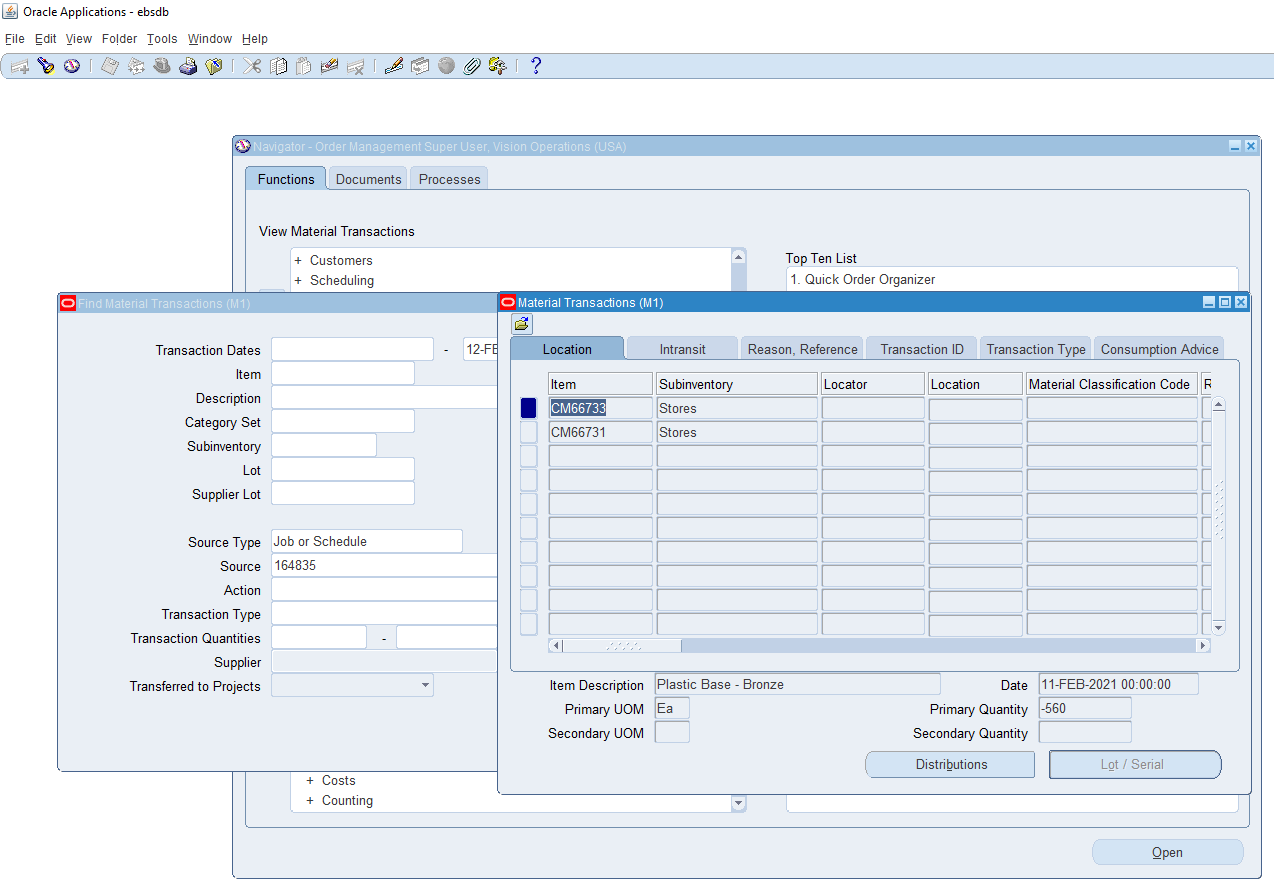 Oracle Applications - ebsdb
File Edit View Folder Tools Window Help
?
Navigator - Order Management Super User, Vision Operations (USA)
Functions Documents Processes
View Material Transactions
+ Customers
+ Scheduling
Top Ten List
1. Quick Order Organizer
Find Material Transactions (M1)
Transaction Dates - 12-FE
Item
Description
Category Set
Subinventory
Lot
Supplier Lot
Source Type Job or Schedule
Source 164835
Action
Transaction Type
Transaction Quantities -
Supplier
Transferred to Projects
Material Transactions (M1)
Location Intransit Reason, Reference Transaction ID Transaction Type Consumption Advice
Item Subinventory Locator Location Material Classification Code R
CM66733 Stores
CM66731 Stores
Item Description Plastic Base - Bronze Date 11-FEB-2021 00:00:00
Primary UOM Ea Primary Quantity -560
Secondary UOM Secondary Quantity
Distributions Lot / Serial
+ Costs
+ Counting
Open